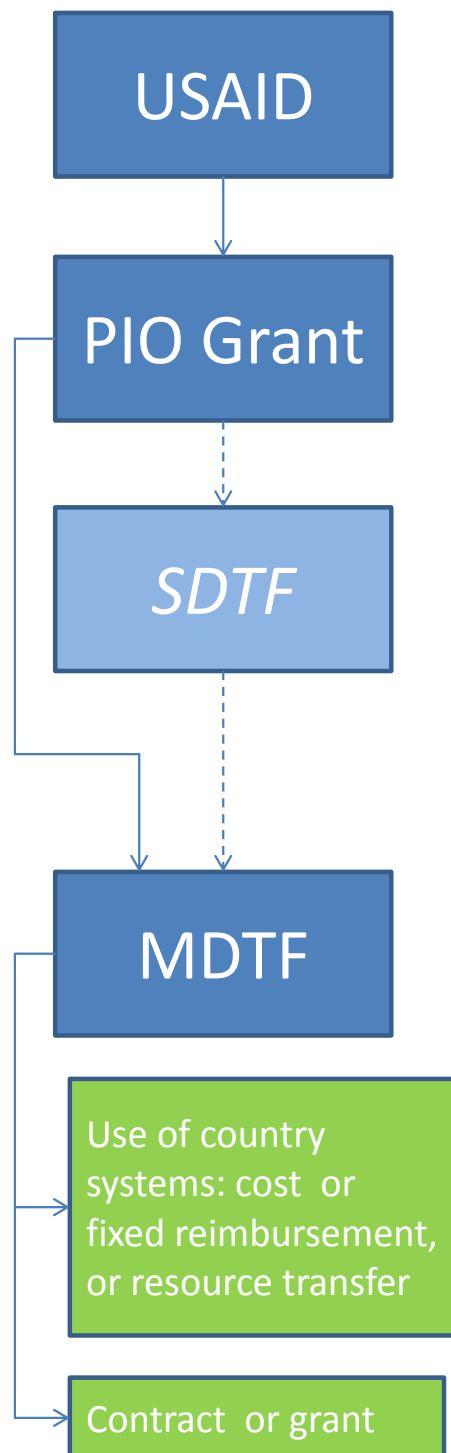 USAID
PIO Grant
SDTF
MDTF
Use of country
systems: cost or
fixed reimbursement,
or resource transfer
Contract or grant